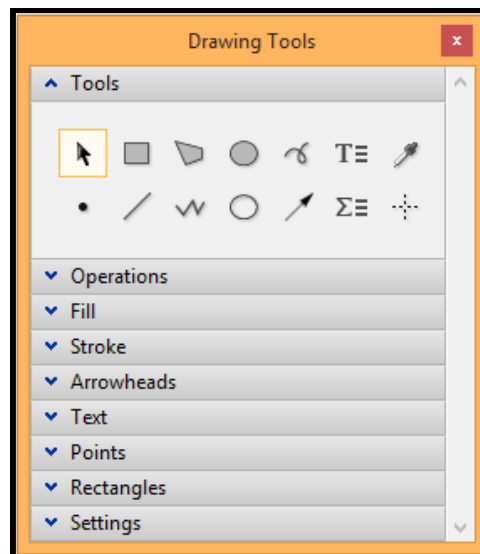 Drawing Tools
x
Tools
T
Σ
Operations
Fill
Stroke
Arrowheads
Text
Points
Rectangles
Settings